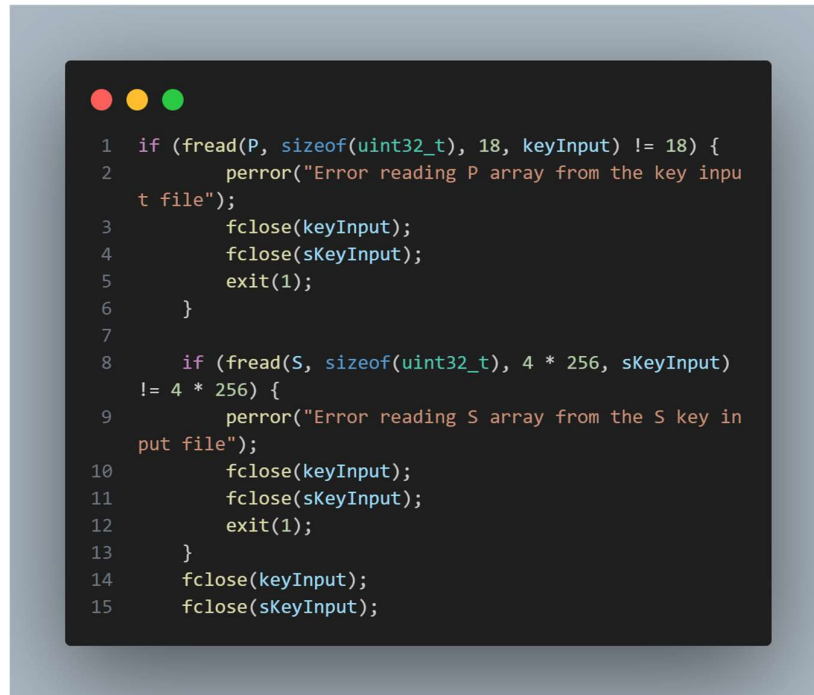 1 if (fread(P, sizeof(uint32_t), 18, keyInput) != 18) {
2 perror("Error reading P array from the key inpu
t file");
3 fclose(keyInput);
4 fclose(sKeyInput);
5 exit(1);
6 }
7
8 if (fread(S, sizeof(uint32_t), 4 * 256, sKeyInput)
!= 4 * 256) {
9 perror("Error reading S array from the S key in
put file");
10 fclose(keyInput);
11 fclose(sKeyInput);
12 exit(1);
13 }
14 fclose(keyInput);
15 fclose(sKeyInput);